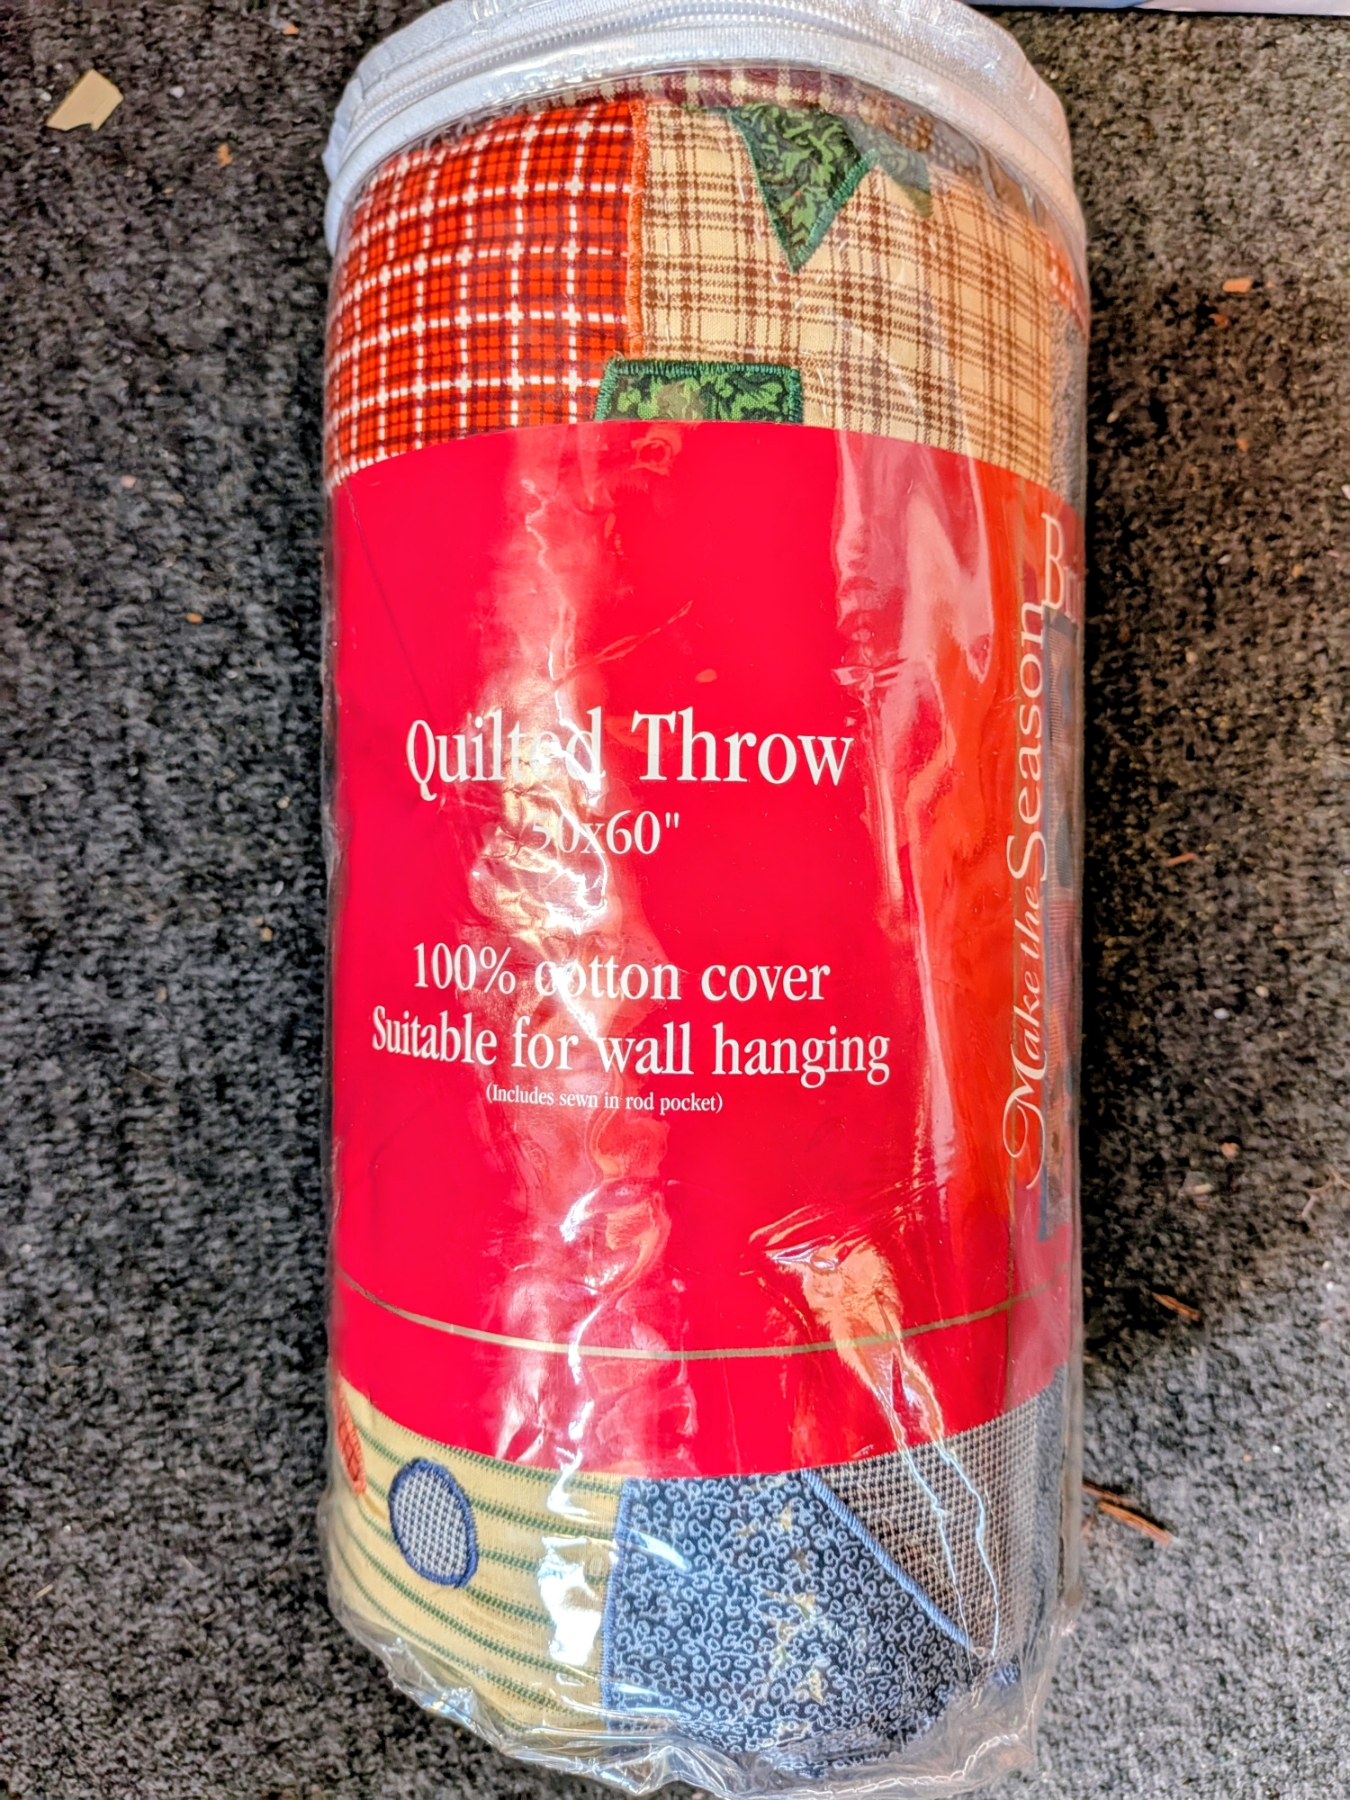 Quilted Throw
50x60"
100% cotton cover
Suitable for wall hanging
(Includes sewn in rod pocket)
Make the Season